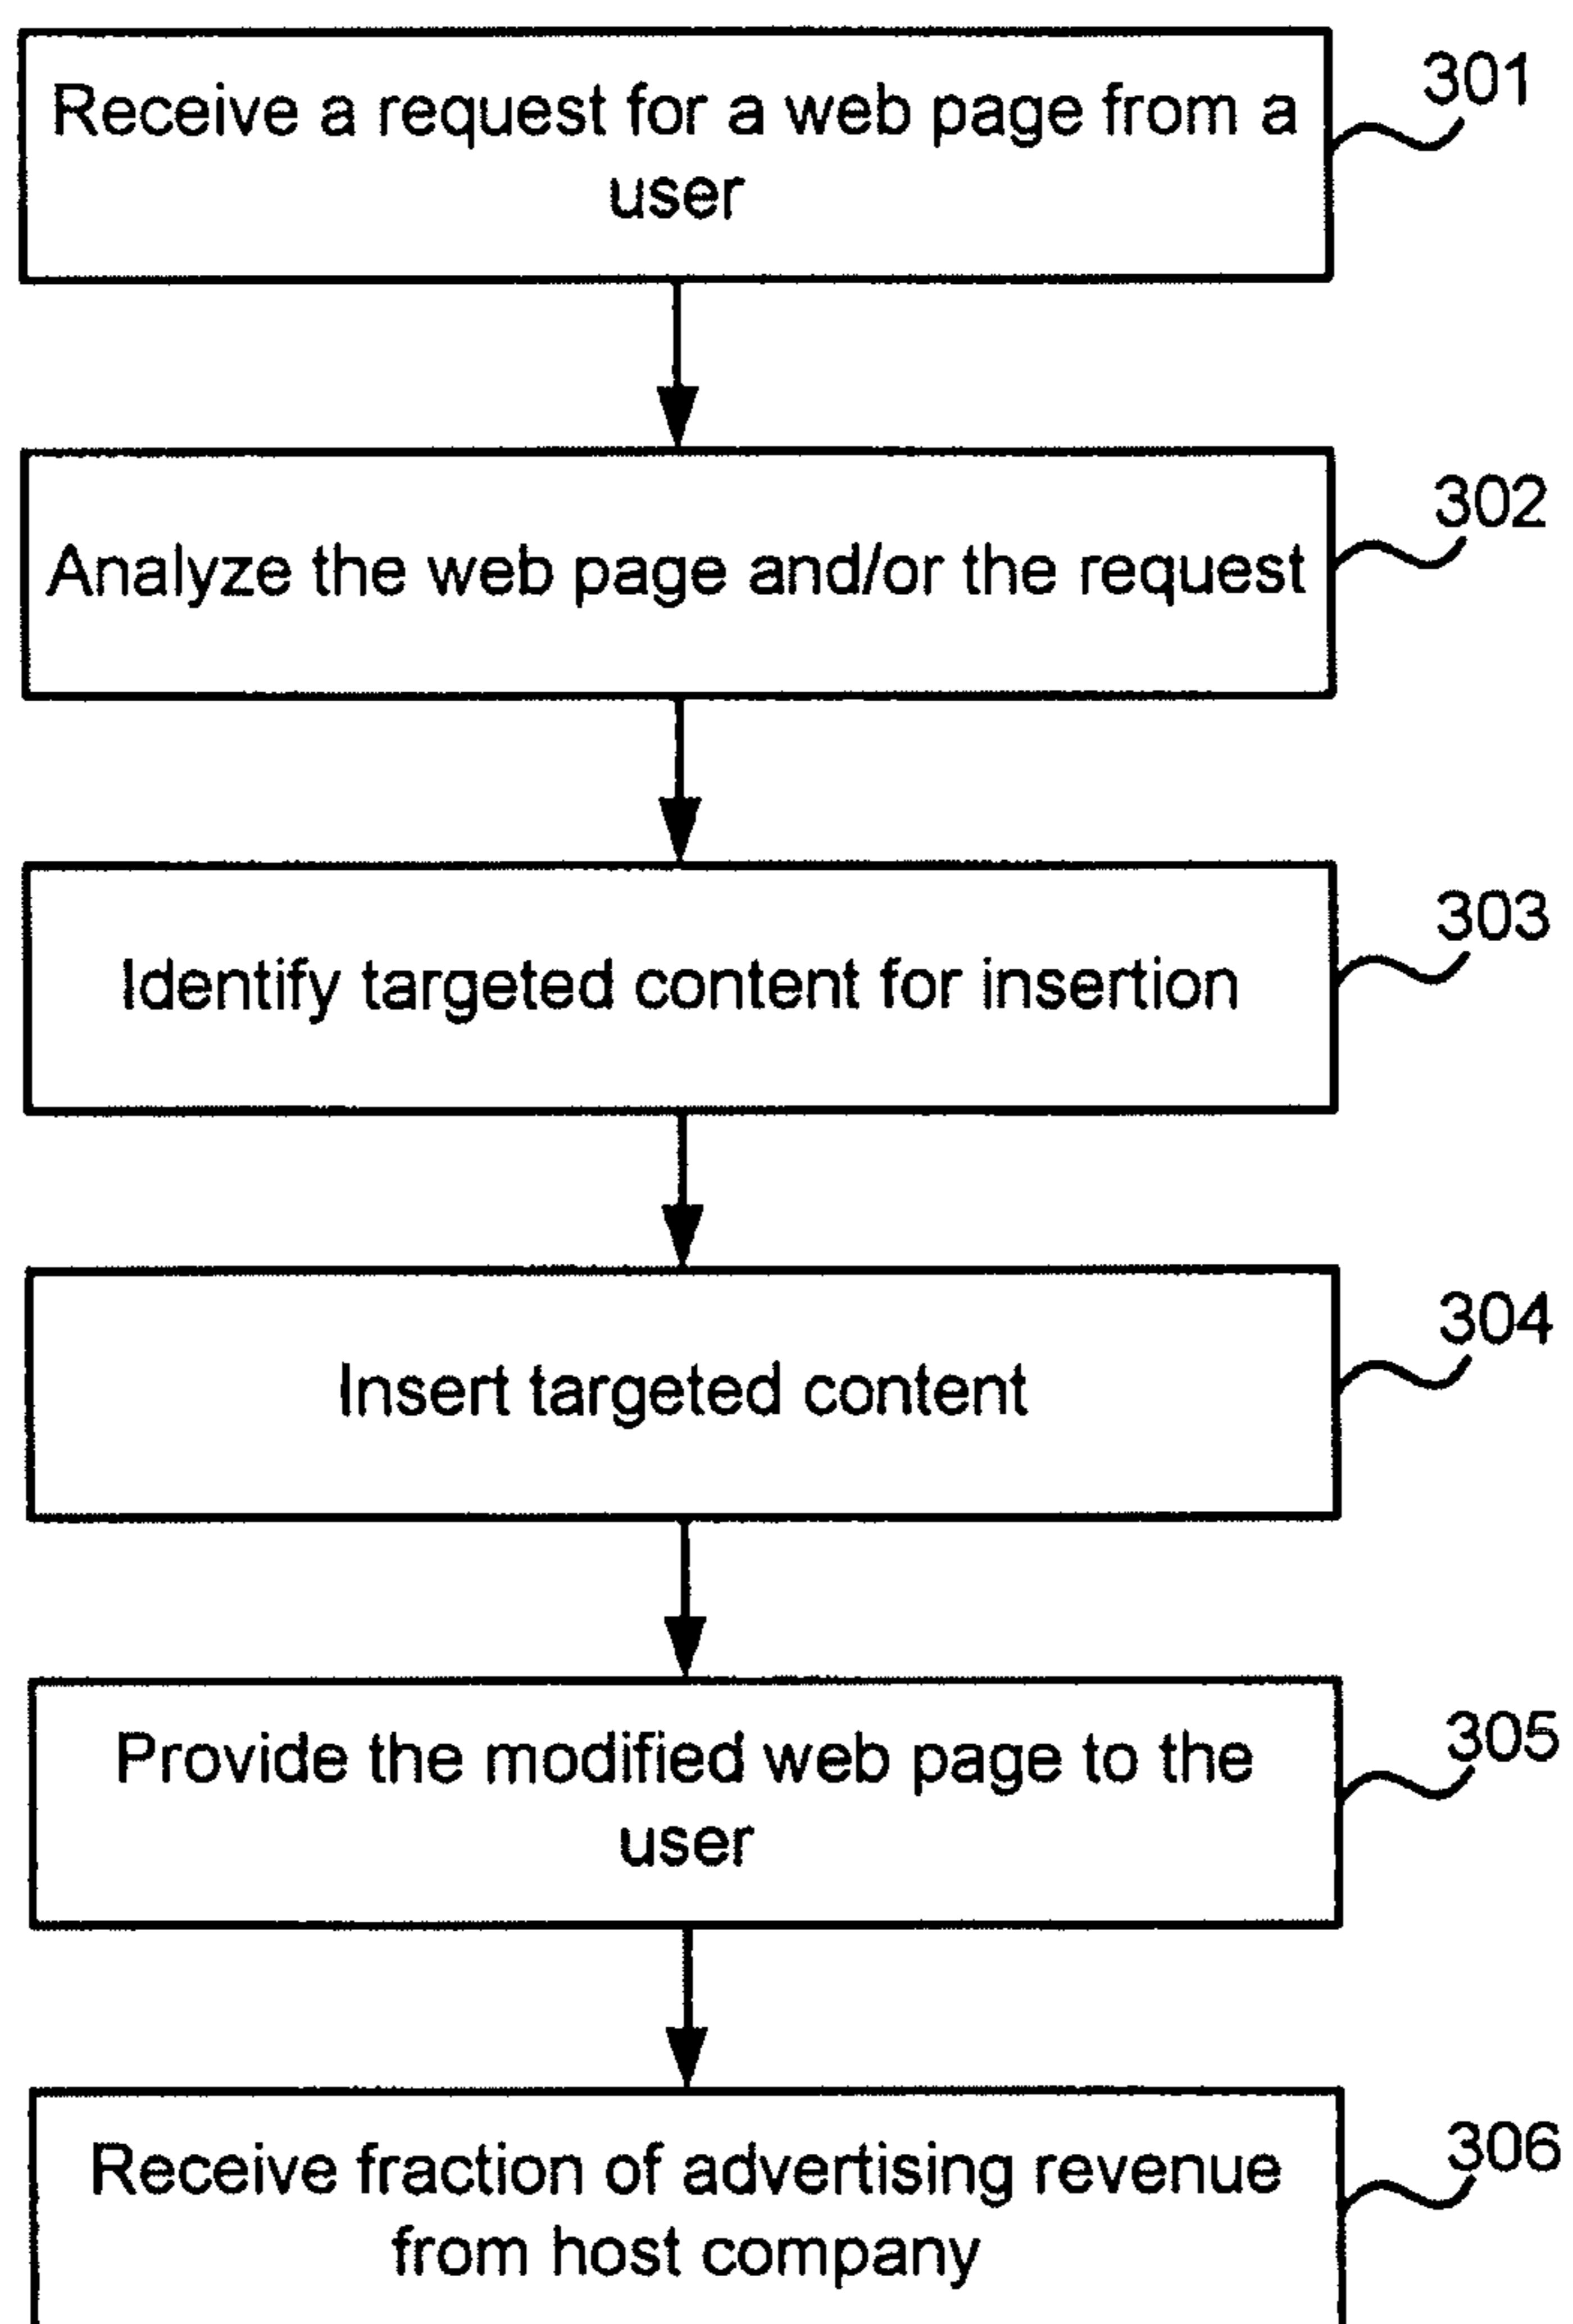 Receive a request for a web page from a
user
301
Analyze the web page and/or the request
302
Identify targeted content for insertion
303
Insert targeted content
304
Provide the modified web page to the
user
305
Receive fraction of advertising revenue
from host company
306